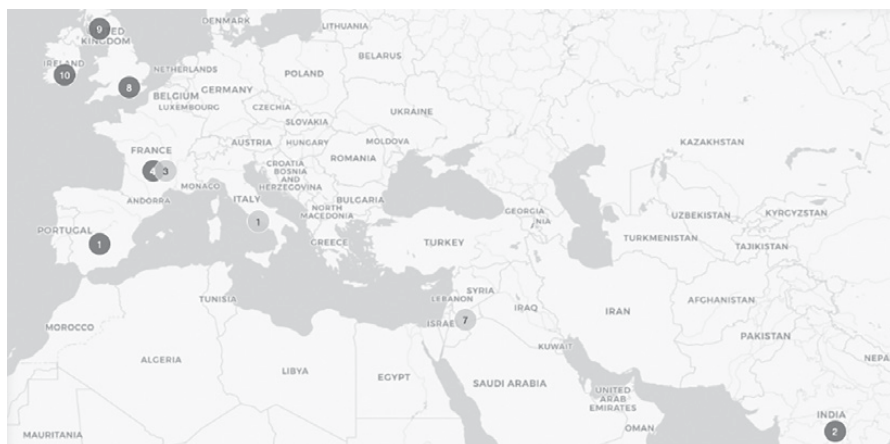 DENMARK
LITHUANIA
9
UNITED
KINGDOM
BELARUS
IRELAND
10
NETHERLANDS
POLAND
8
BELGIUM
GERMANY
LUXEMBOURG
CZECHIA
UKRAINE
SLOVAKIA
KAZAKHSTAN
FRANCE
AUSTRIA
HUNGARY
MOLDOVA
ROMANIA
4
3
CROATIA
BOSNIA
AND
HERZEGOVINA
MONACO
ANDORRA
ITALY
BULGARIA
NORTH
MACEDONIA
1
GEORGIA
NIA
UZBEKISTAN
KYRGYZSTAN
PORTUGAL
1
GREECE
TURKEY
TURKMENISTAN
TAJIKISTAN
TUNISIA
SYRIA
LEBANON
IRAQ
IRAN
AFGHANISTAN
MOROCCO
ISRAE
7
PAKISTAN
KUWAIT
ALGERIA
LIBYA
EGYPT
SAUDI ARABIA
NEPA
UNITED
ARAB
EMIRATES
OMAN
INDIA
2
MAURITANIA